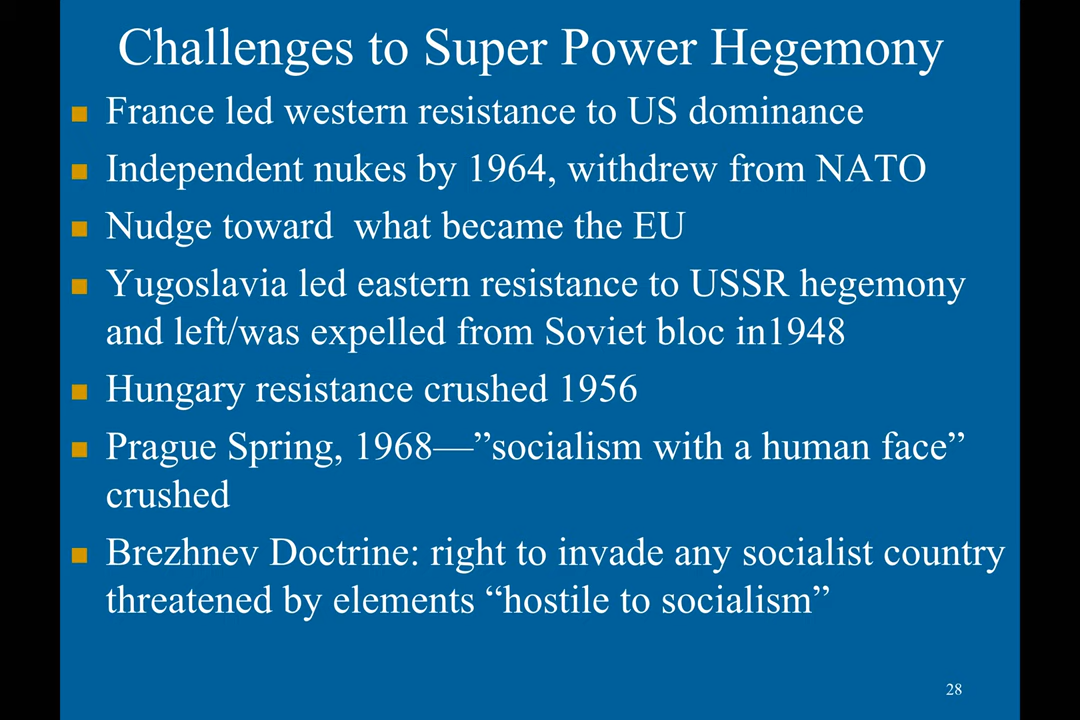 Challenges to Super Power Hegemony
France led western resistance to US dominance
Independent nukes by 1964, withdrew from NATO
Nudge toward  what became the EU
Yugoslavia led eastern resistance to USSR hegemony
and left/was expelled from Soviet bloc in1948
Hungary resistance crushed 1956
Prague Spring, 1968—”socialism with a human face”
crushed
Brezhnev Doctrine: right to invade any socialist country
threatened by elements “hostile to socialism”
28